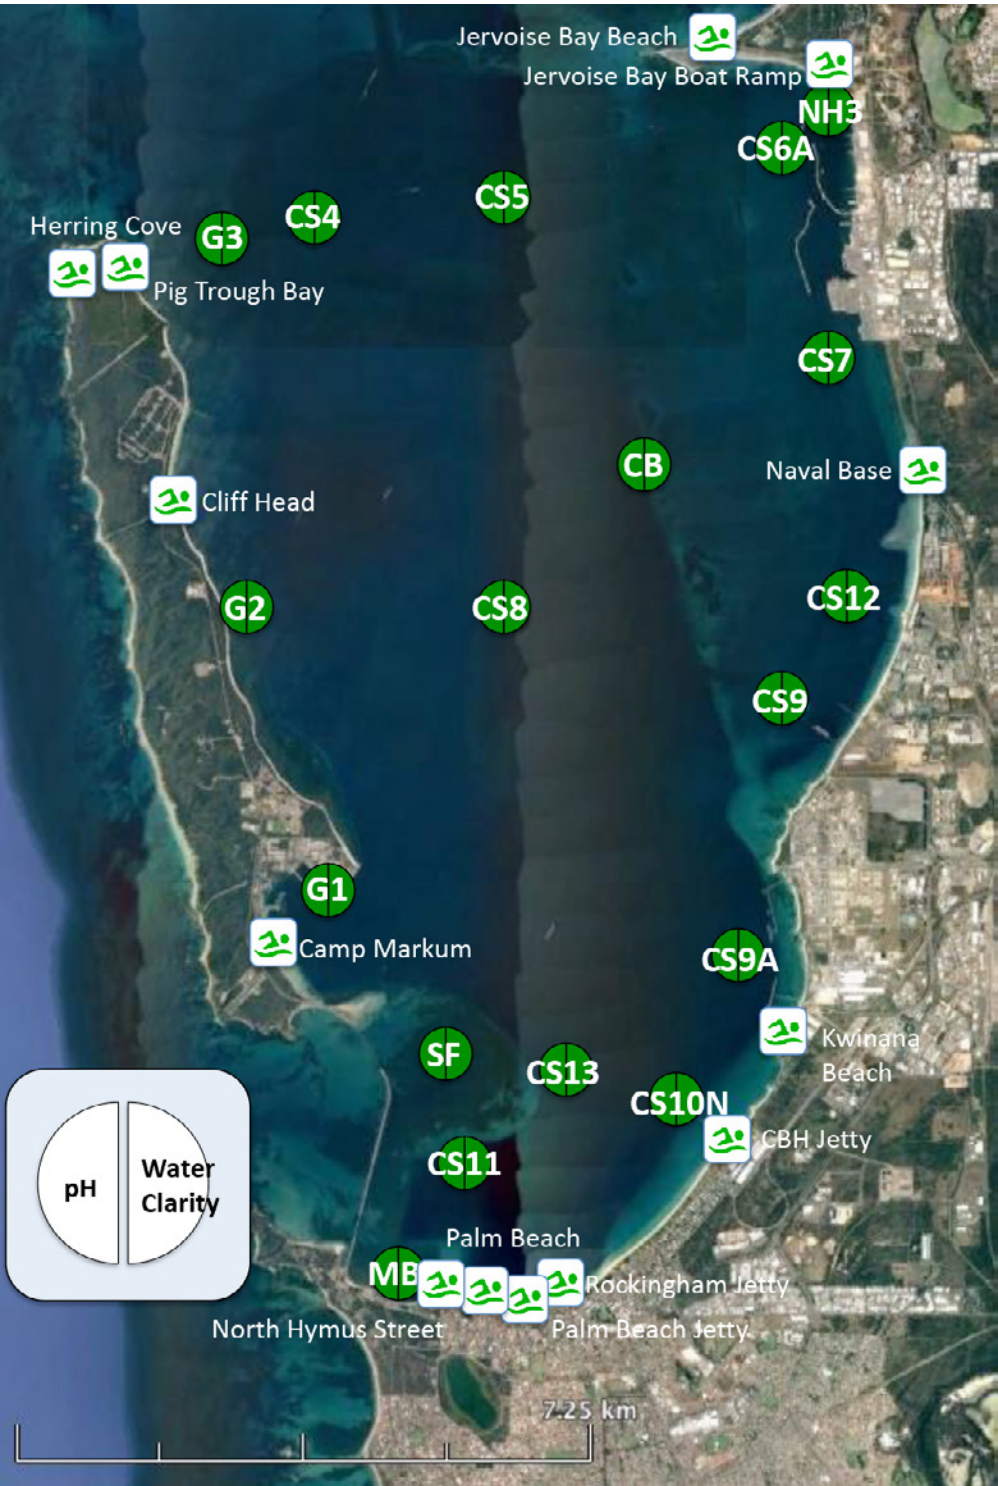 Jervoise Bay Beach
Jervoise Bay Boat Ramp
NH3
CS6A
CS5
CS4
Herring Cove
G3
Pig Trough Bay
CS7
CB
Naval Base
Cliff Head
CS12
G2
CS8
CS9
G1
Camp Markum
CS9A
Kwinana
Beach
SF
CS13
CS10N
CBH Jetty
CS11
pH
Water
Clarity
Palm Beach
MB
Rockingham Jetty
North Hymus Street
Palm Beach Jetty
7.25 km